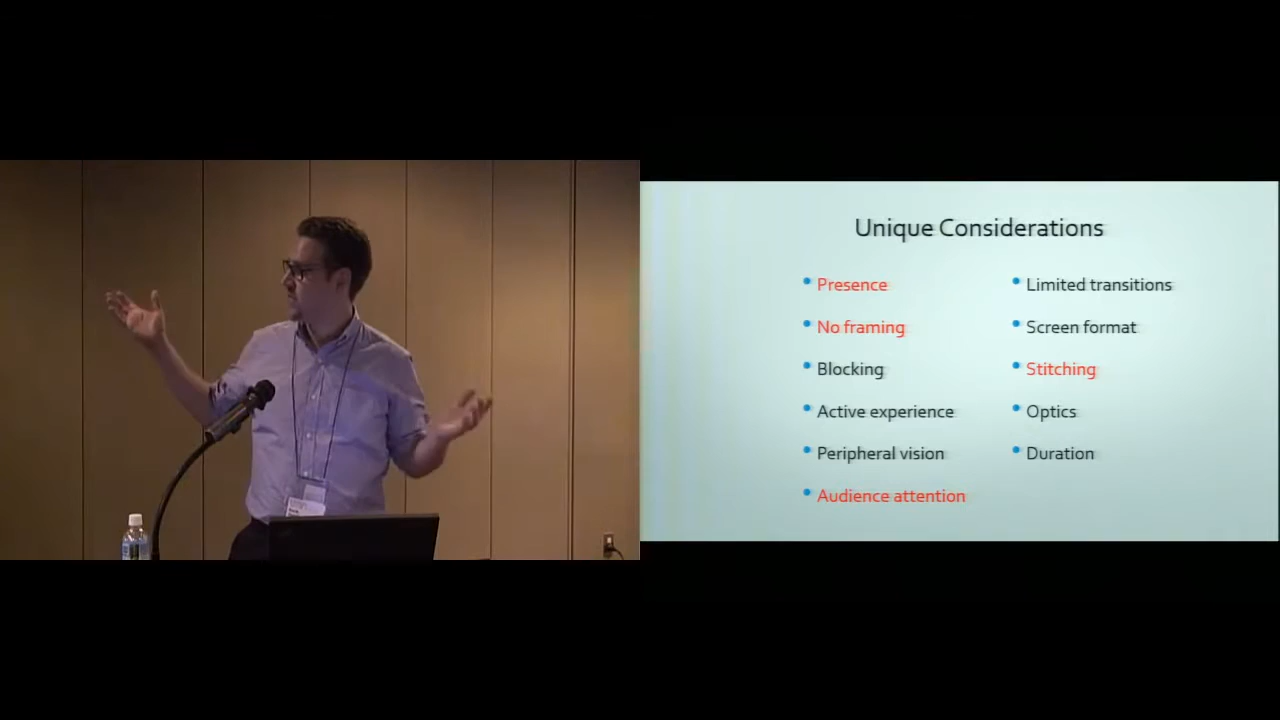 Unique Considerations
Presence
No framing
Blocking
Active experience
Peripheral vision
Audience attention
Limited transitions
Screen format
Stitching
Optics
Duration